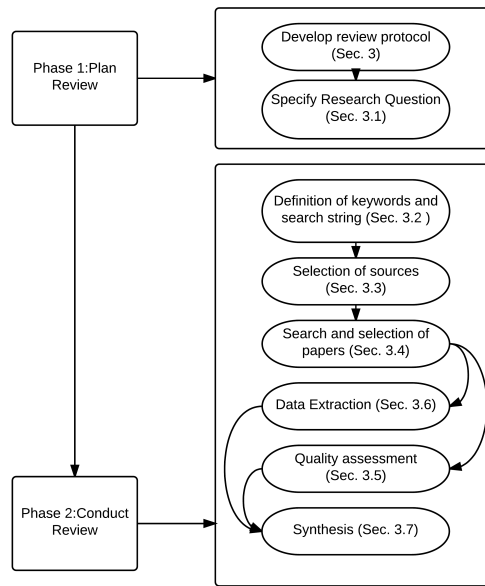 Phase 1:Plan
Review
Develop review protocol
(Sec. 3)
Specify Research Question
(Sec. 3.1)
Definition of keywords and
search string (Sec. 3.2 )
Selection of sources
(Sec. 3.3)
Search and selection of
papers (Sec. 3.4)
Data Extraction (Sec. 3.6)
Quality assessment
(Sec. 3.5)
Synthesis (Sec. 3.7)
Phase 2:Conduct
Review